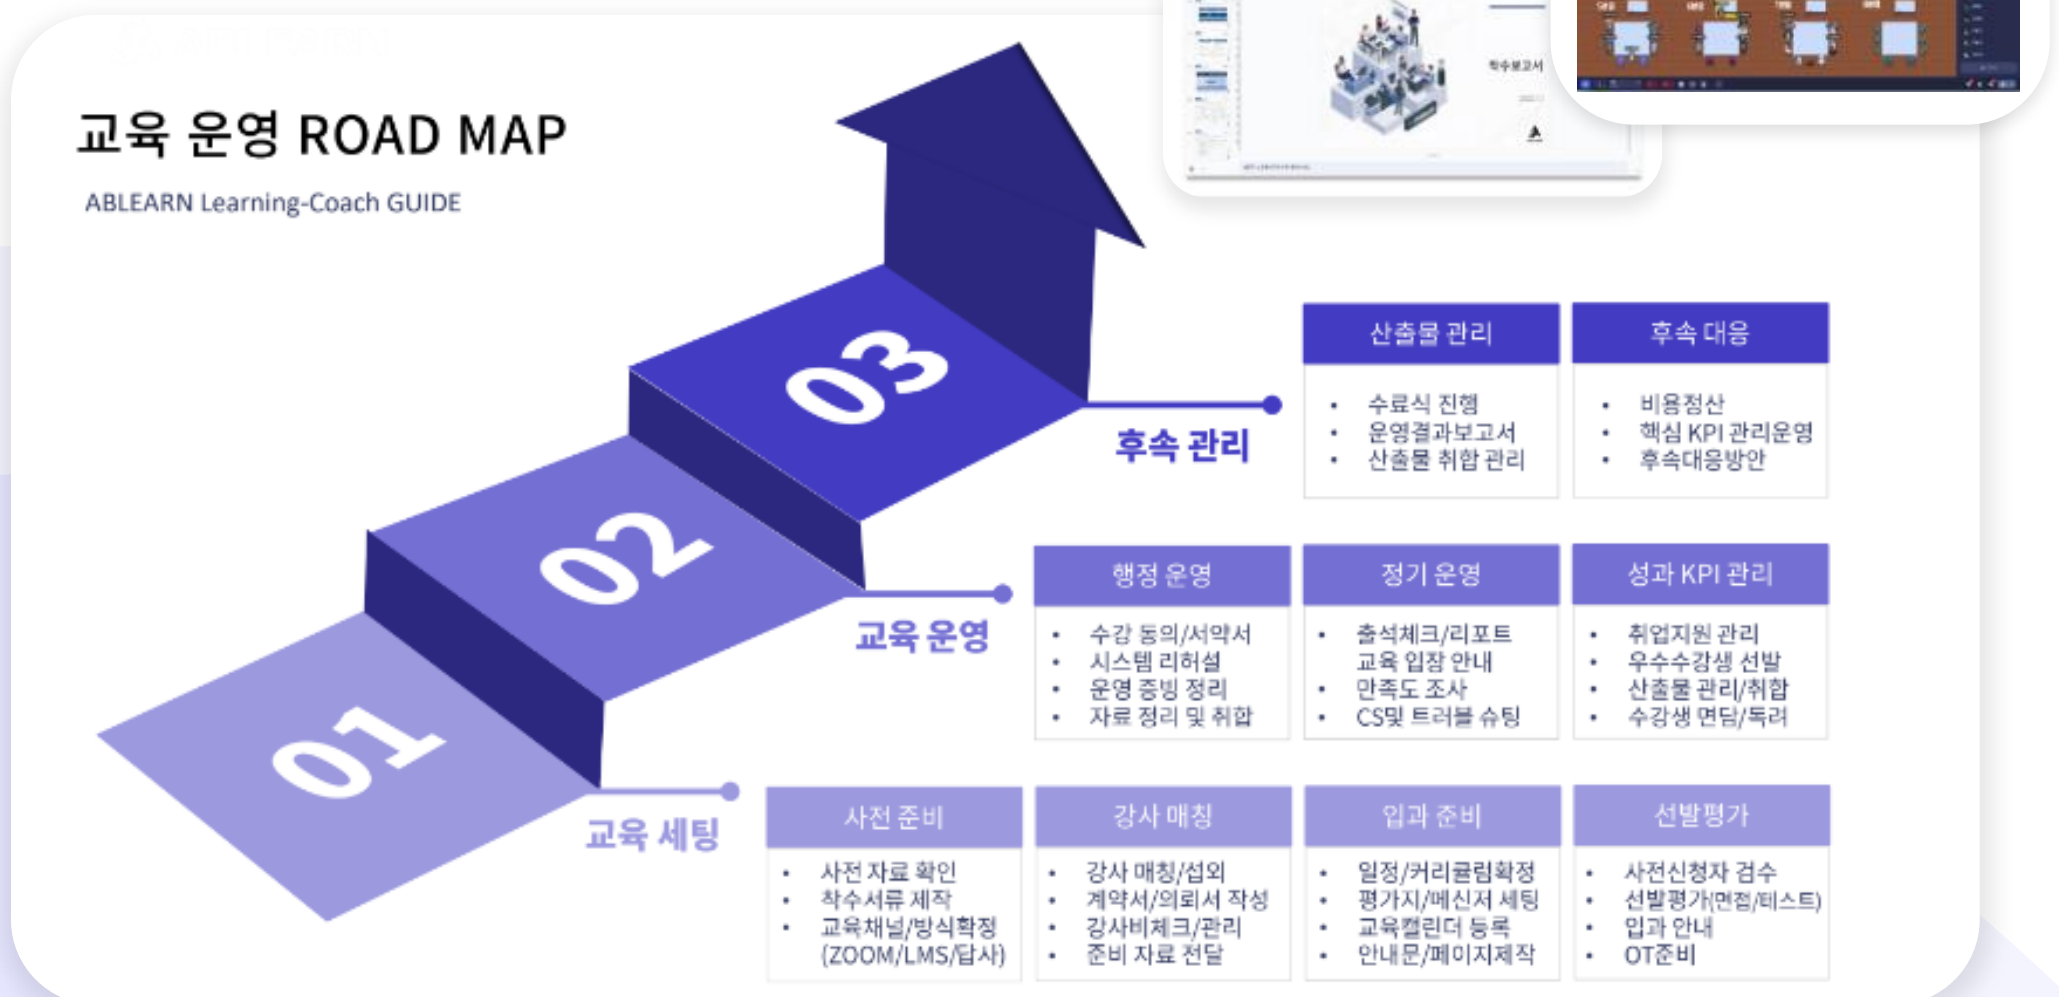 교육 운영 ROAD MAP
ABLEARN Learning-Coach GUIDE
착수보고서
03
후속 관리
산출물 관리
• 수료식 진행
• 운영결과보고서
• 산출물 취합 관리
후속 대응
• 비용정산
• 핵심 KPI 관리운영
• 후속대응방안
02
교육 운영
행정 운영
• 수강 동의/서약서
• 시스템 리허설
• 운영 증빙 정리
• 자료 정리 및 취합
정기 운영
• 출석체크/리포트
교육 입장 안내
• 만족도 조사
• CS및 트러블 슈팅
성과 KPI 관리
• 취업지원 관리
• 우수수강생 선발
• 산출물 관리/취합
• 수강생 면담/독려
01
교육 세팅
사전 준비
• 사전 자료 확인
• 착수서류 제작
• 교육채널/방식확정
(ZOOM/LMS/답사)
강사 매칭
• 강사 매칭/섭외
• 계약서/의뢰서 작성
• 강사비체크/관리
• 준비 자료 전달
입과 준비
• 일정/커리큘럼확정
• 평가지/메신저 세팅
• 교육캘린더 등록
• 안내문/페이지제작
선발평가
• 사전신청자 검수
• 선발평가(면접/테스트)
• 입과 안내
• OT준비